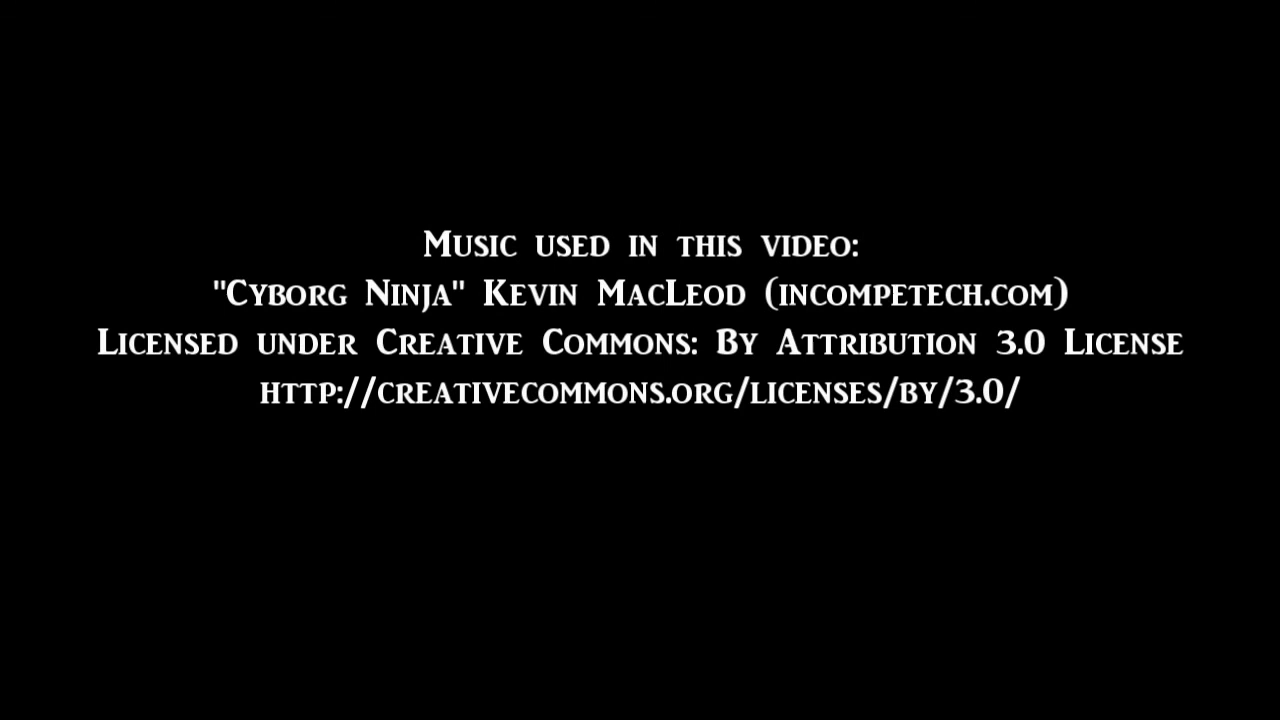 Music used in this video:
"Cyborg Ninja" Kevin MacLeod (incompetech.com)
Licensed under Creative Commons: By Attribution 3.0 License
http://creativecommons.org/licenses/by/3.0/